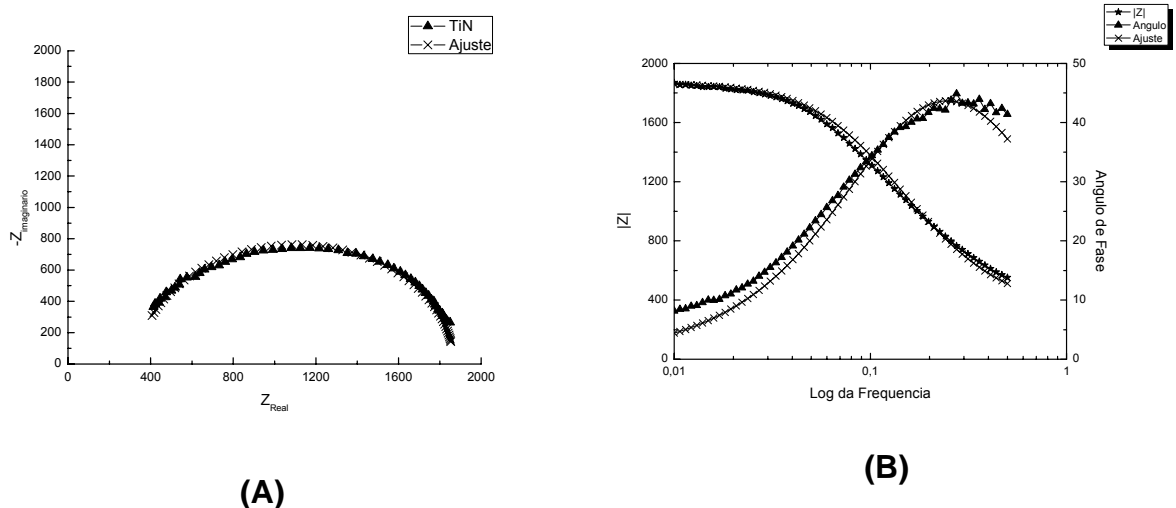 TiN
Ajuste
2000
1800
1600
1400
1200
1000
800
600
400
200
0
-Z imaginario
0 400 800 1200 1600 2000
Z Real
(A)
|Z|
Angulo
Ajuste
2000
1600
1200
800
400
0
|Z|
50
40
30
20
10
0
Angulo de Fase
0,01 0,1 1
Log da Frequencia
(B)